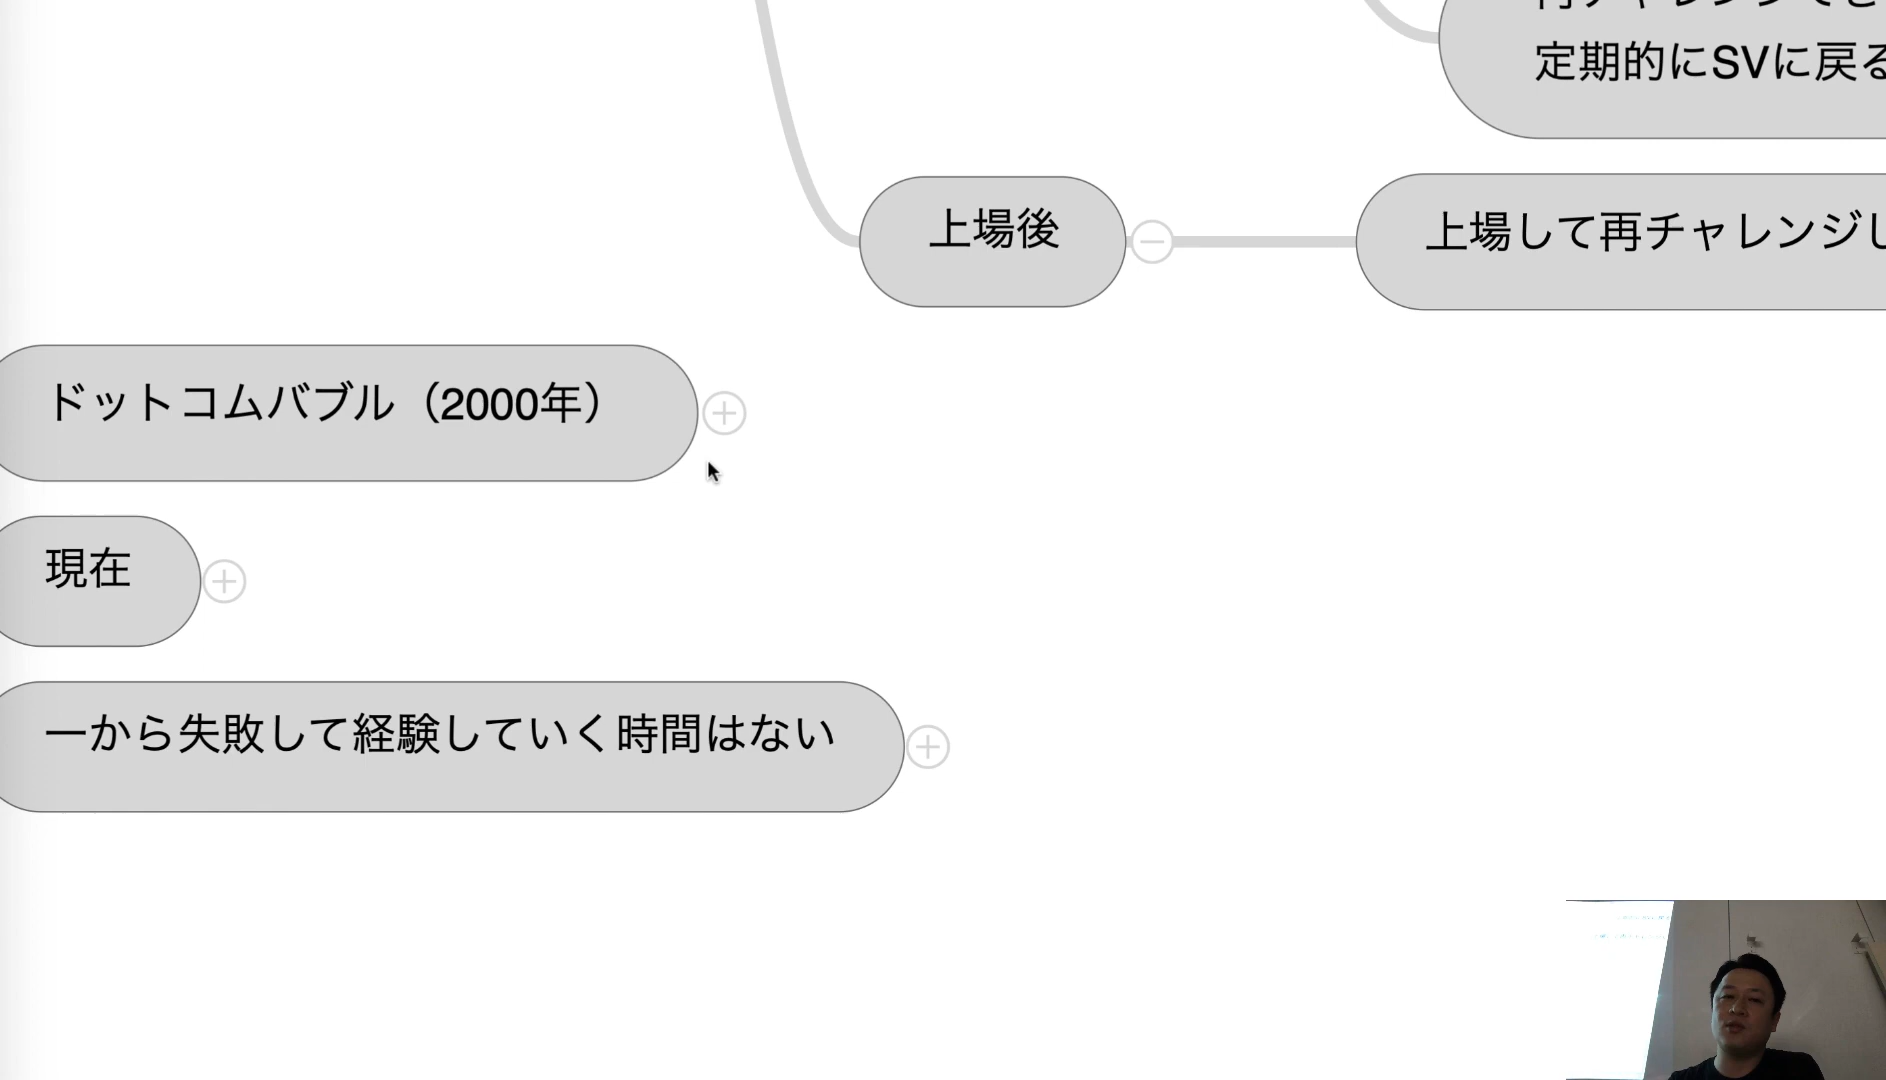 定期的にSVに戻る
上場後
上場して再チャレンジし
ドットコムバブル（2000年）
現在
一から失敗して経験していく時間はない